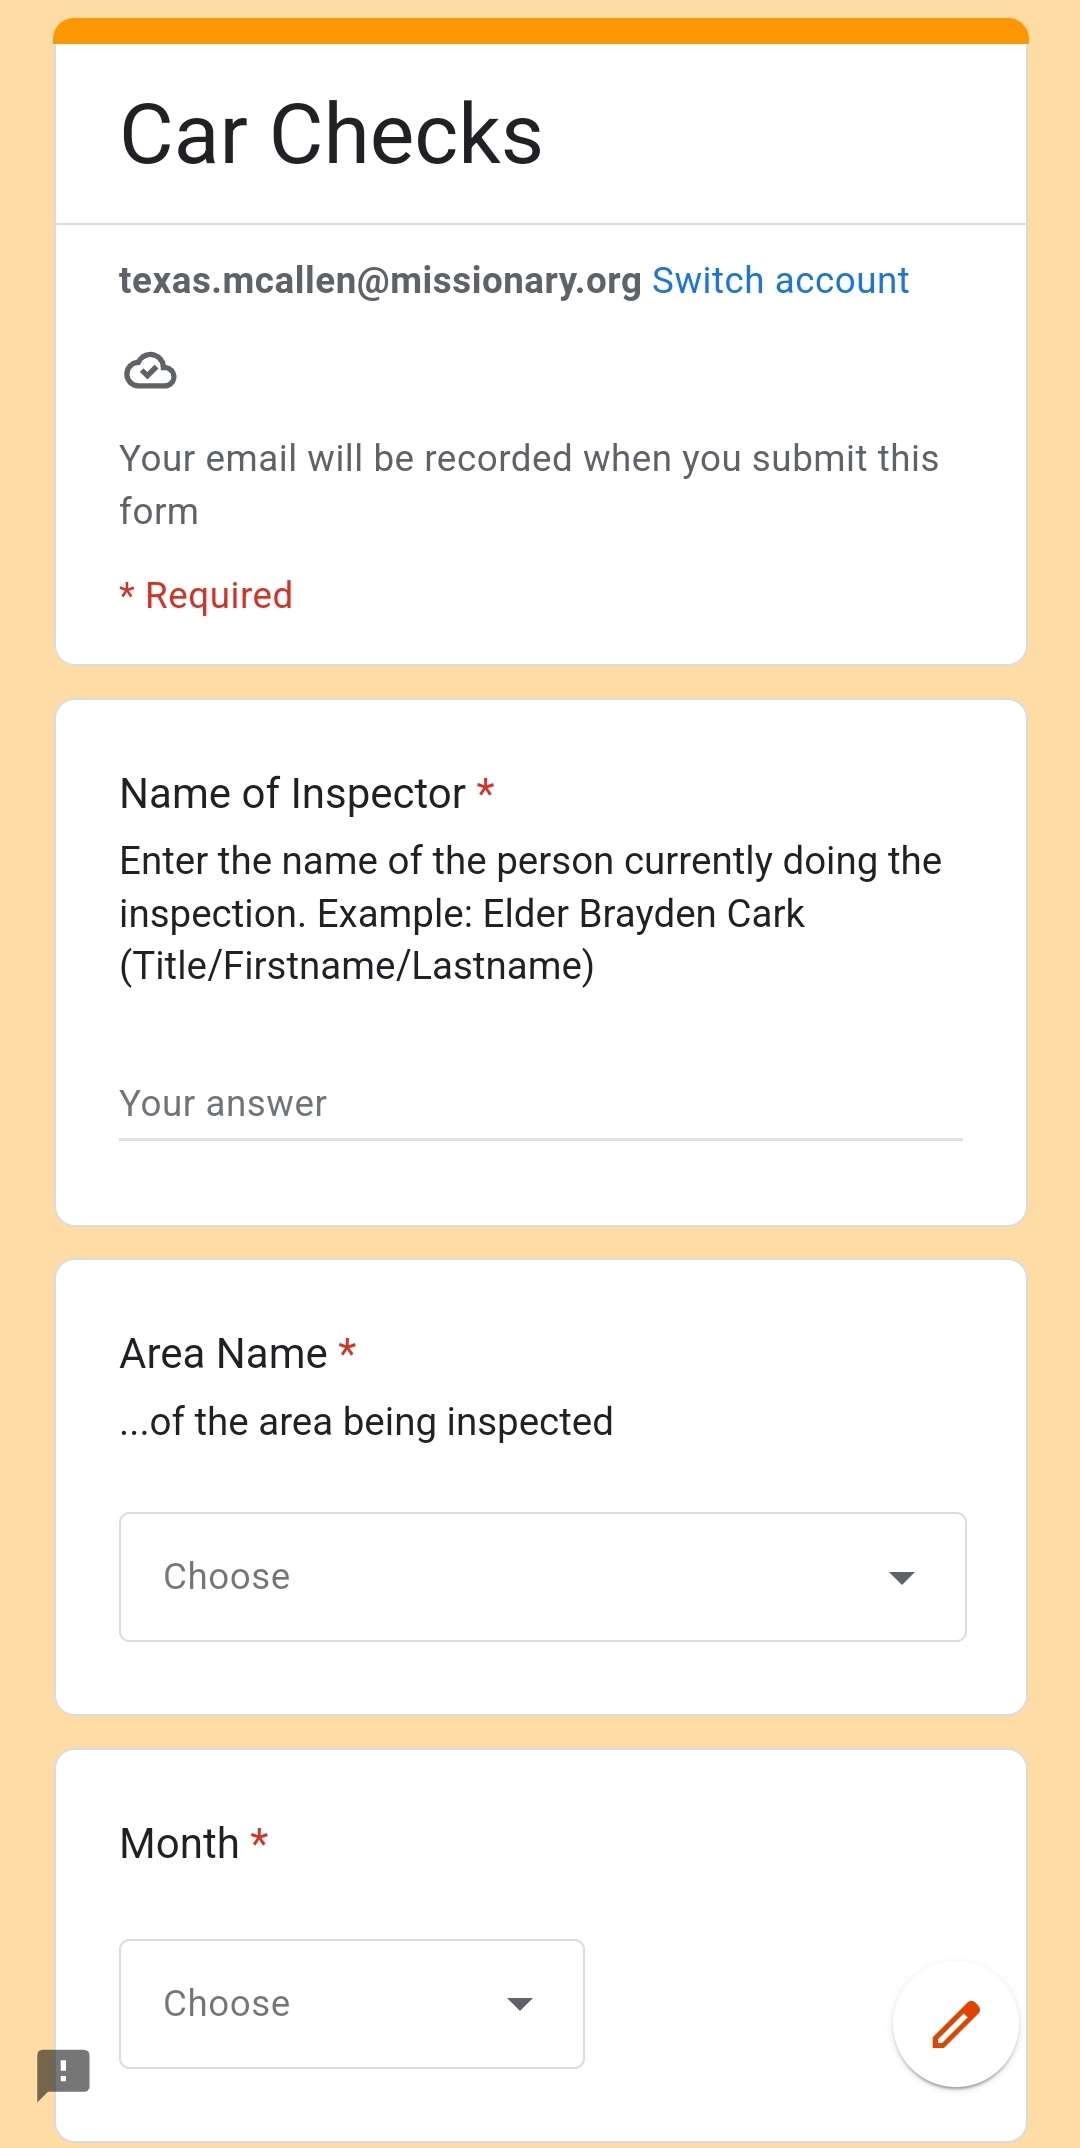 Car Checks
texas.mcallen@missionary.org Switch account
Your email will be recorded when you submit this
form
* Required
Name of Inspector *
Enter the name of the person currently doing the
inspection. Example: Elder Brayden Cark
(Title/Firstname/Lastname)
Your answer
Area Name *
...of the area being inspected
Choose
Month *
Choose